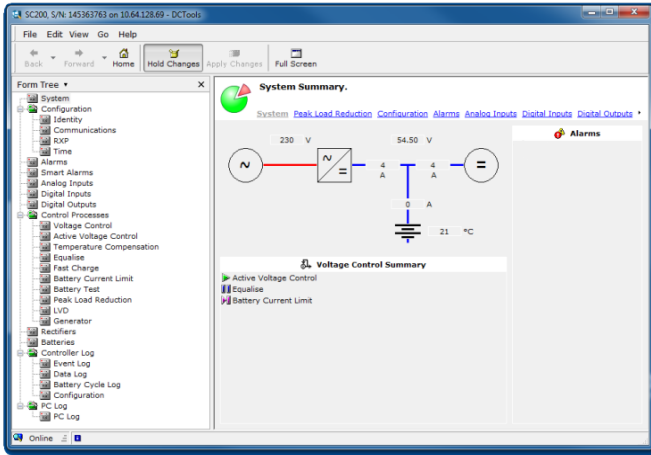 SC200, S/N: 145363763 on 10.64.128.69 - DCTools
File Edit View Go Help
Back Forward Home Hold Changes Apply Changes Full Screen
Form Tree
System
Configuration
Identity
Communications
RXP
Time
Alarms
Smart Alarms
Analog Inputs
Digital Inputs
Digital Outputs
Control Processes
Voltage Control
Active Voltage Control
Temperature Compensation
Equalise
Fast Charge
Battery Current Limit
Battery Test
Peak Load Reduction
LVD
Generator
Rectifiers
Batteries
Controller Log
Event Log
Data Log
Battery Cycle Log
Configuration
PC Log
PC Log
System Summary.
System Peak Load Reduction Configuration Alarms Analog Inputs Digital Inputs Digital Outputs
230 V 54.50 V
4 4
A A
0 A
21 °C
Voltage Control Summary
Active Voltage Control
Equalise
Battery Current Limit
Alarms
Online